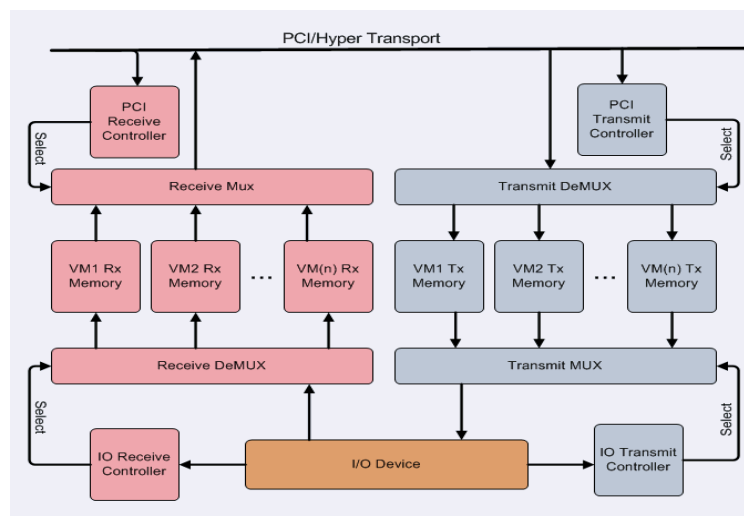 PCI/Hyper Transport
PCI
Receive
Controller
PCI
Transmit
Controller
Select
Select
Receive Mux
Transmit DeMUX
VM1 Rx
Memory
VM2 Rx
Memory
...
VM(n) Rx
Memory
VM1 Tx
Memory
VM2 Tx
Memory
...
VM(n) Tx
Memory
Receive DeMUX
Transmit MUX
Select
Select
IO Receive
Controller
I/O Device
IO Transmit
Controller